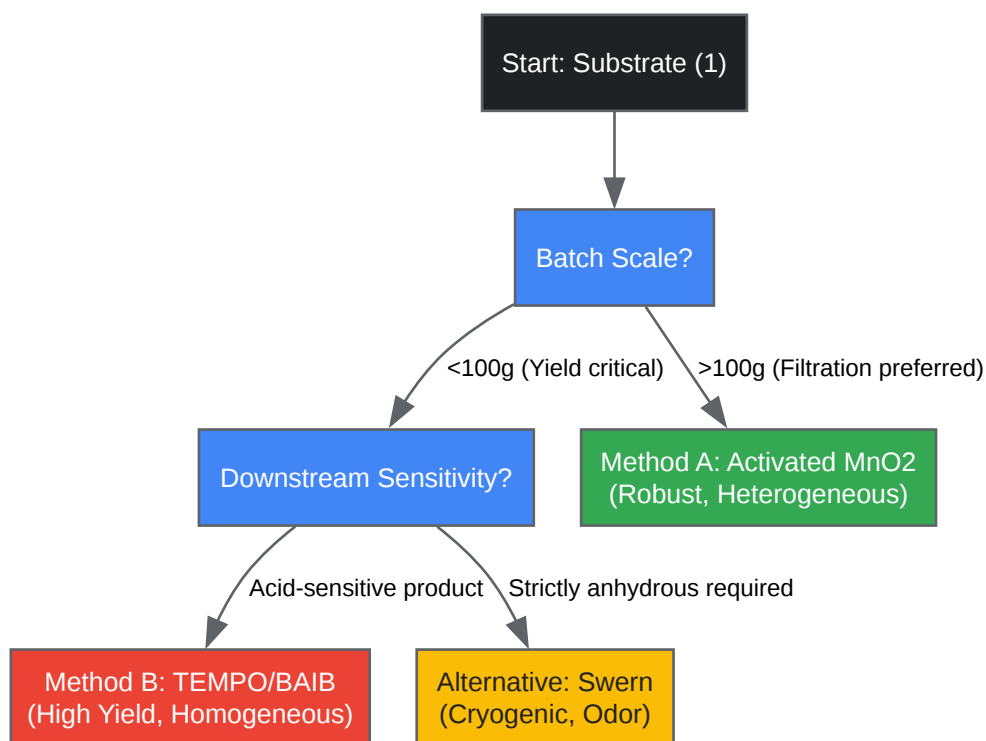 Start: Substrate (1)
Batch Scale?
<100g (Yield critical)
>100g (Filtration preferred)
Downstream Sensitivity?
Method A: Activated MnO2
(Robust, Heterogeneous)
Acid-sensitive product
Strictly anhydrous required
Method B: TEMPO/BAIB
(High Yield, Homogeneous)
Alternative: Swern
(Cryogenic, Odor)